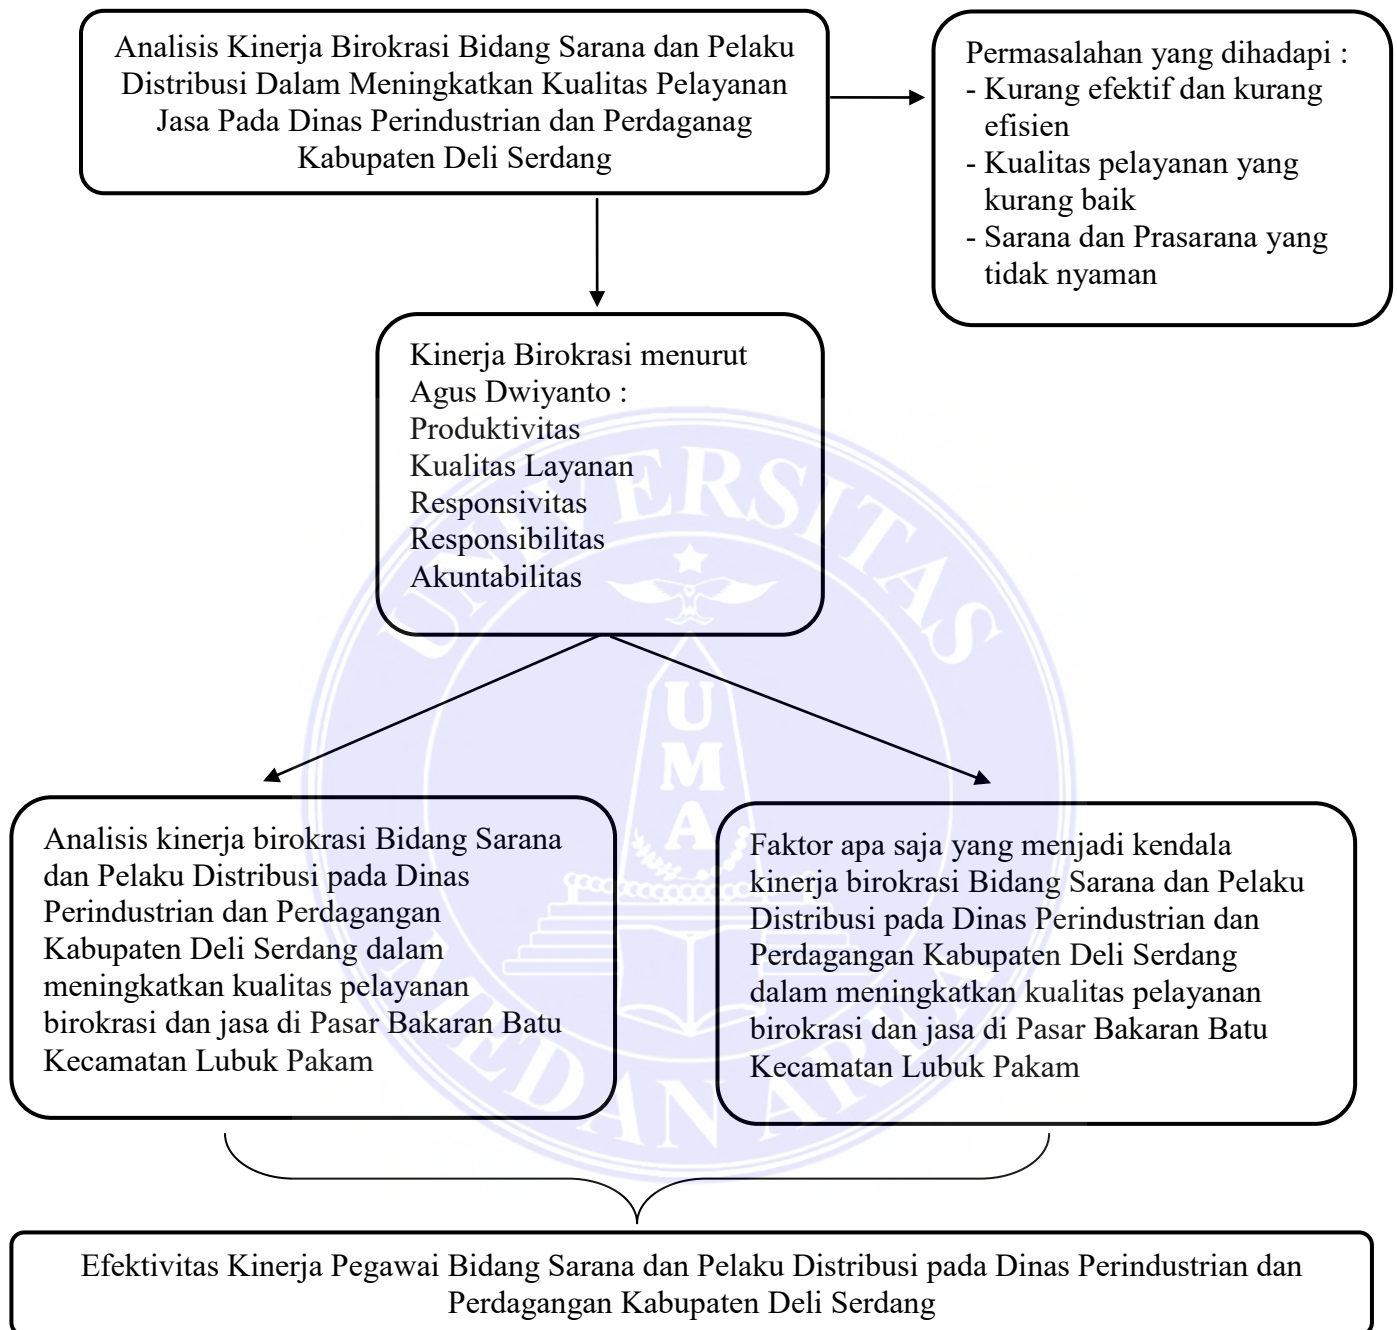 Analisis Kinerja Birokrasi Bidang Sarana dan Pelaku
Distribusi Dalam Meningkatkan Kualitas Pelayanan
Jasa Pada Dinas Perindustrian dan Perdaganag
Kabupaten Deli Serdang
Permasalahan yang dihadapi :
- Kurang efektif dan kurang
efisien
- Kualitas pelayanan yang
kurang baik
- Sarana dan Prasarana yang
tidak nyaman
Kinerja Birokrasi menurut
Agus Dwiyanto :
Produktivitas
Kualitas Layanan
Responsivitas
Responsibilitas
Akuntabilitas
UNIVERSITAS
UMA
MEDAN AREA
Analisis kinerja birokrasi Bidang Sarana
dan Pelaku Distribusi pada Dinas
Perindustrian dan Perdagangan
Kabupaten Deli Serdang dalam
meningkatkan kualitas pelayanan
birokrasi dan jasa di Pasar Bakaran Batu
Kecamatan Lubuk Pakam
Faktor apa saja yang menjadi kendala
kinerja birokrasi Bidang Sarana dan Pelaku
Distribusi pada Dinas Perindustrian dan
Perdagangan Kabupaten Deli Serdang
dalam meningkatkan kualitas pelayanan
birokrasi dan jasa di Pasar Bakaran Batu
Kecamatan Lubuk Pakam
Efektivitas Kinerja Pegawai Bidang Sarana dan Pelaku Distribusi pada Dinas Perindustrian dan
Perdagangan Kabupaten Deli Serdang